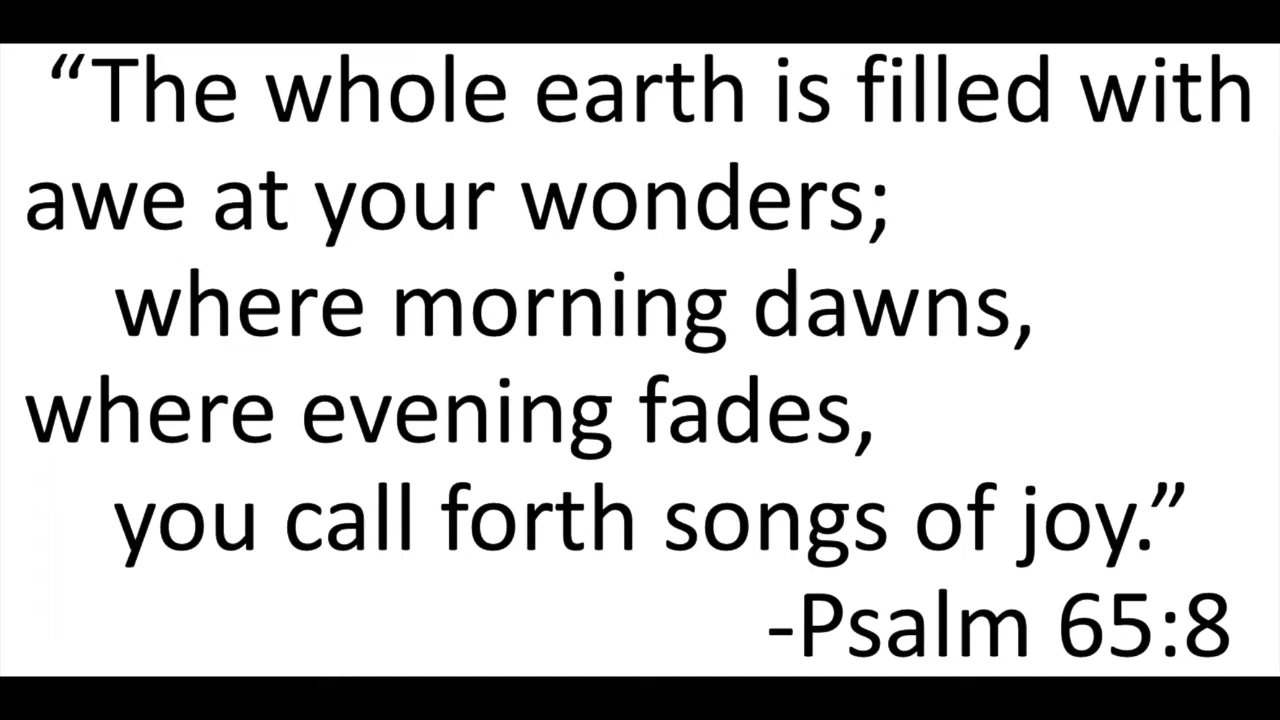 “The whole earth is filled with
awe at your wonders;
where morning dawns,
where evening fades,
you call forth songs of joy.”
-Psalm 65:8